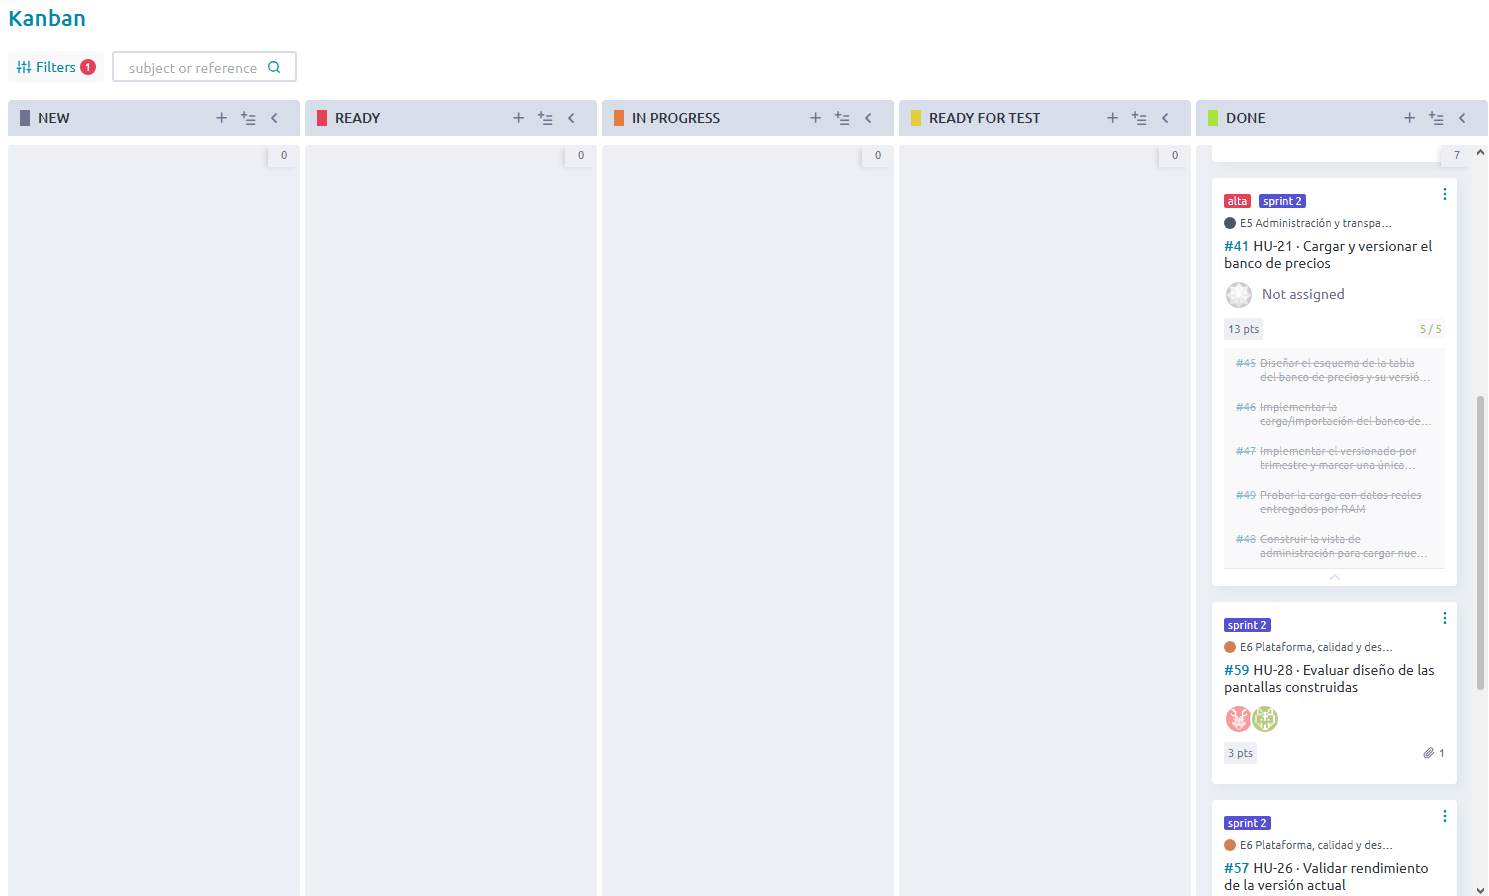 Kanban
Filters 1
subject or reference
NEW
READY
IN PROGRESS
READY FOR TEST
DONE
0
0
0
0
7
alta sprint 2
E5 Administración y transpa...
#41 HU-21 · Cargar y versionar el
banco de precios
Not assigned
13 pts
5 / 5
#45 Diseñar el esquema de la tabla
del banco de precios y su versió...
#46 Implementar la
carga/importación del banco de...
#47 Implementar el versionado por
trimestre y marcar una única...
#49 Probar la carga con datos reales
entregados por RAM
#48 Construir la vista de
administración para cargar nue...
sprint 2
E6 Plataforma, calidad y des...
#59 HU-28 · Evaluar diseño de las
pantallas construidas
3 pts
1
sprint 2
E6 Plataforma, calidad y des...
#57 HU-26 · Validar rendimiento
de la versión actual